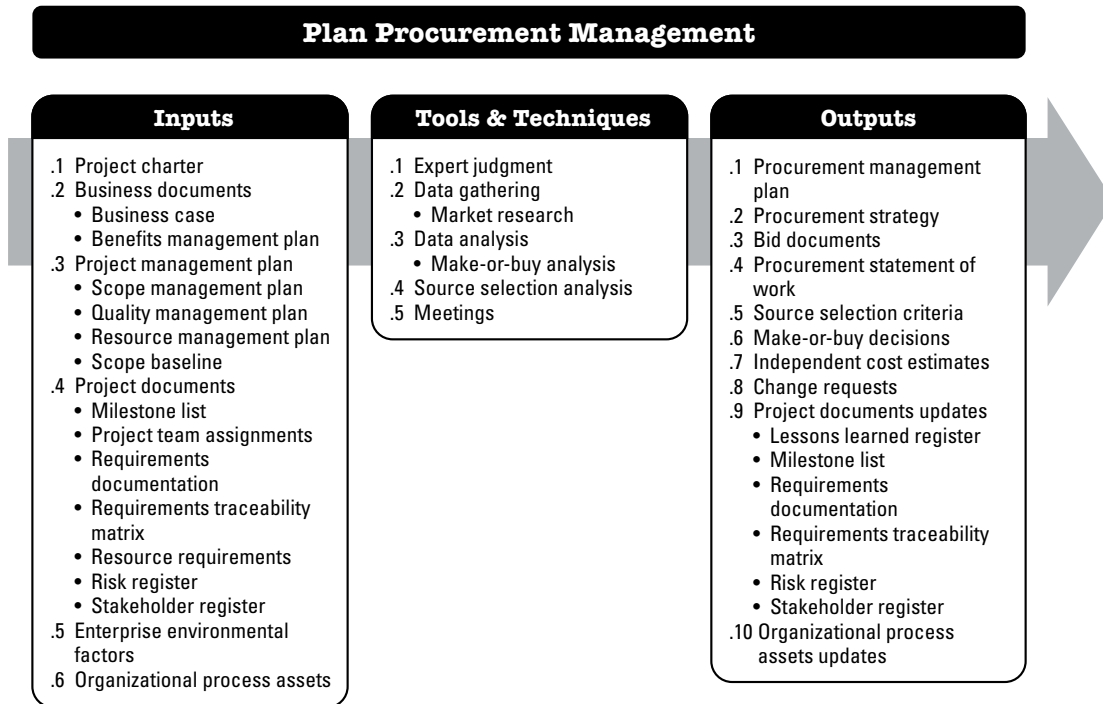 Plan Procurement Management
Inputs
.1 Project charter
.2 Business documents
• Business case
• Benefits management plan
.3 Project management plan
• Scope management plan
• Quality management plan
• Resource management plan
• Scope baseline
.4 Project documents
• Milestone list
• Project team assignments
• Requirements
documentation
• Requirements traceability
matrix
• Resource requirements
• Risk register
• Stakeholder register
.5 Enterprise environmental
factors
.6 Organizational process assets
Tools & Techniques
.1 Expert judgment
.2 Data gathering
• Market research
.3 Data analysis
• Make-or-buy analysis
.4 Source selection analysis
.5 Meetings
Outputs
.1 Procurement management
plan
.2 Procurement strategy
.3 Bid documents
.4 Procurement statement of
work
.5 Source selection criteria
.6 Make-or-buy decisions
.7 Independent cost estimates
.8 Change requests
.9 Project documents updates
• Lessons learned register
• Milestone list
• Requirements
documentation
• Requirements traceability
matrix
• Risk register
• Stakeholder register
.10 Organizational process
assets updates